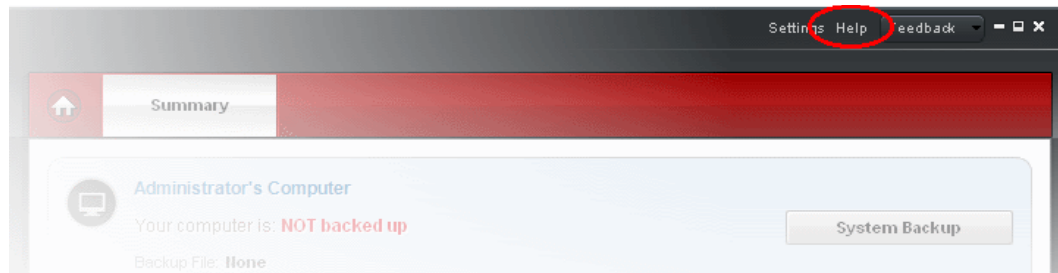 Settings Help Feedback
Summary
Administrator's Computer
Your computer is: NOT backed up
System Backup
Backup File: None